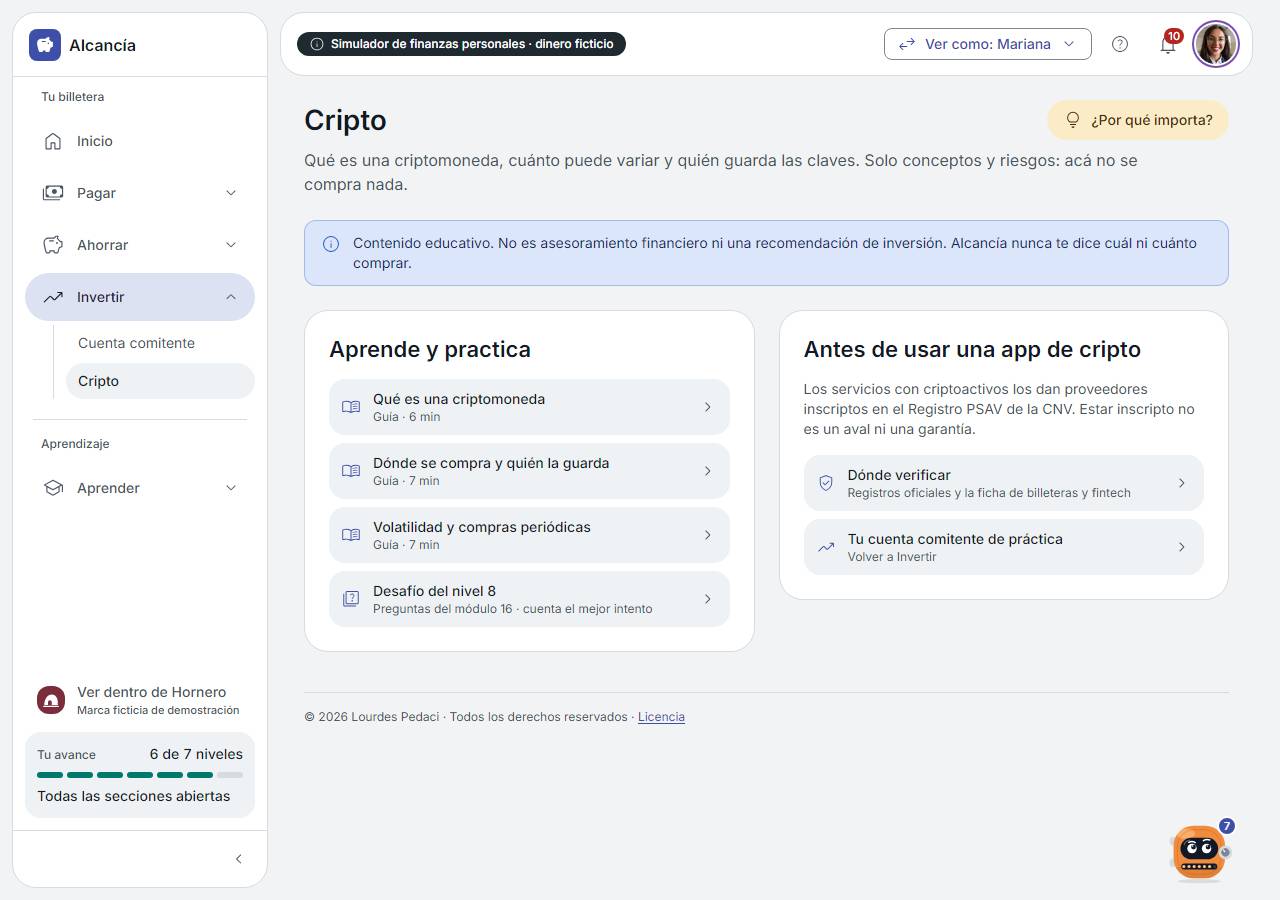 Alcancía
Tu billetera
Inicio
Pagar
Ahorrar
Invertir
Cuenta comitente
Cripto
Aprendizaje
Aprender
Ver dentro de Hornero
Marca ficticia de demostración
Tu avance
6 de 7 niveles
Todas las secciones abiertas
Simulador de finanzas personales · dinero ficticio
Ver como: Mariana
10
Cripto
¿Por qué importa?
Qué es una criptomoneda, cuánto puede variar y quién guarda las claves. Solo conceptos y riesgos: acá no se
compra nada.
Contenido educativo. No es asesoramiento financiero ni una recomendación de inversión. Alcancía nunca te dice cuál ni cuánto
comprar.
Aprende y practica
Qué es una criptomoneda
Guía · 6 min
Dónde se compra y quién la guarda
Guía · 7 min
Volatilidad y compras periódicas
Guía · 7 min
Desafío del nivel 8
Preguntas del módulo 16 · cuenta el mejor intento
Antes de usar una app de cripto
Los servicios con criptoactivos los dan proveedores
inscriptos en el Registro PSAV de la CNV. Estar inscripto no
es un aval ni una garantía.
Dónde verificar
Registros oficiales y la ficha de billeteras y fintech
Tu cuenta comitente de práctica
Volver a Invertir
© 2026 Lourdes Pedaci · Todos los derechos reservados · Licencia
7